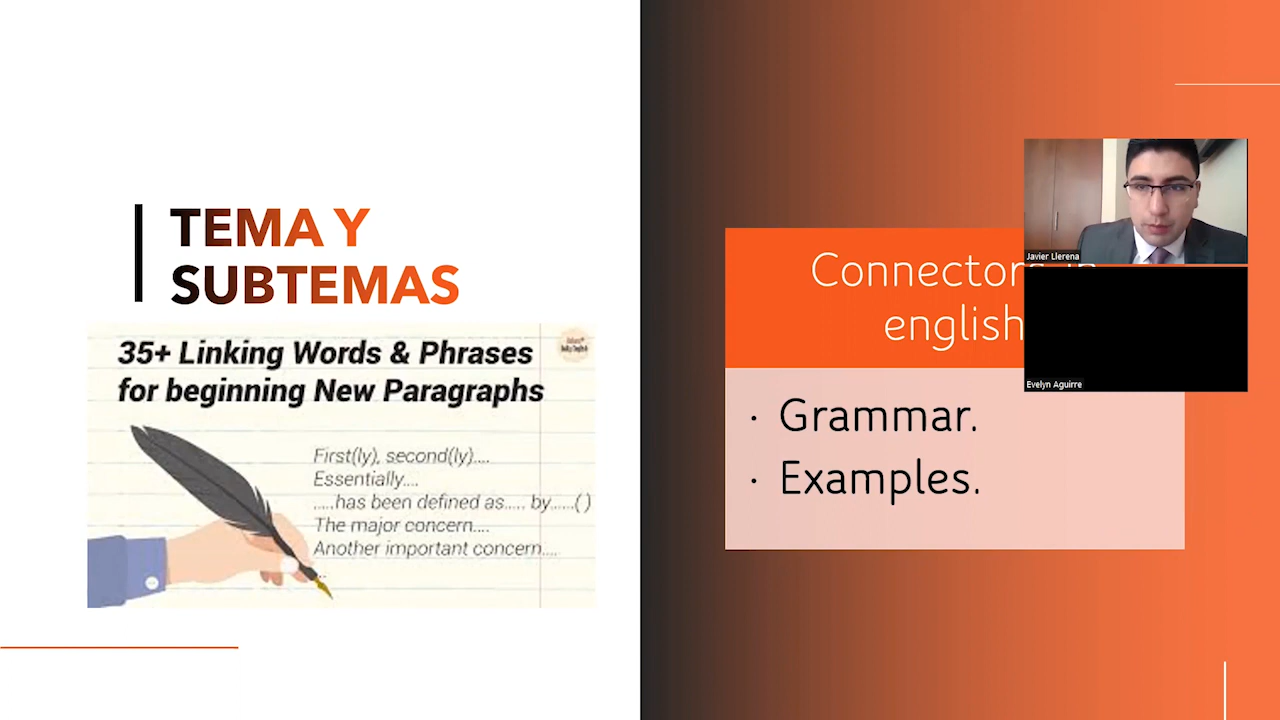 TEMA Y
SUBTEMAS
35+ Linking Words & Phrases
for beginning New Paragraphs
First(ly), second(ly)....
Essentially....
.....has been defined as..... by......( )
The major concern....
Another important concern....
Connectors in
english
· Grammar.
· Examples.
Javier Llerena
Evelyn Aguirre